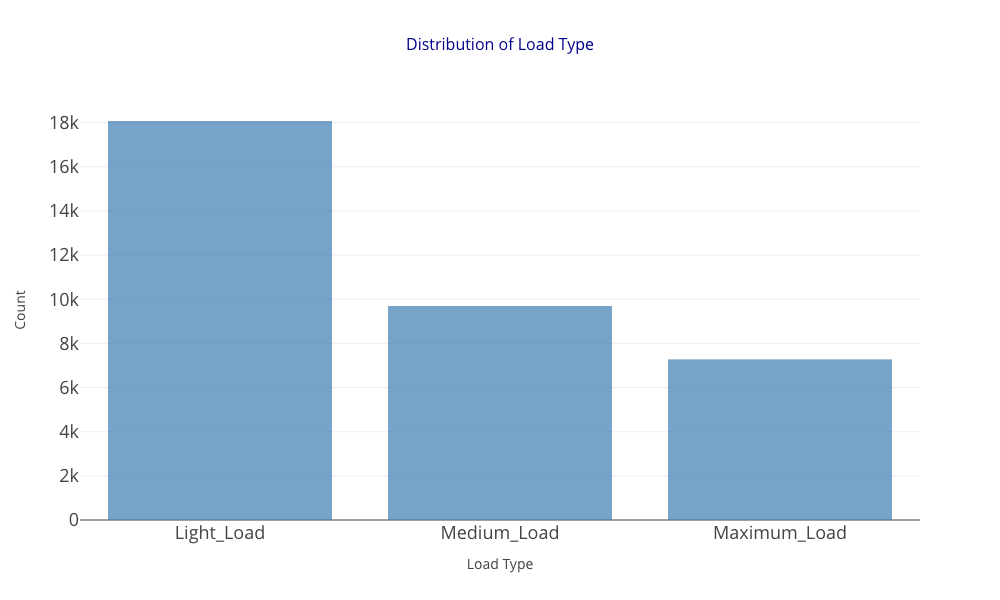 Distribution of Load Type
18k
16k
14k
12k
10k
8k
6k
4k
2k
0
Count
Light_Load Medium_Load Maximum_Load
Load Type